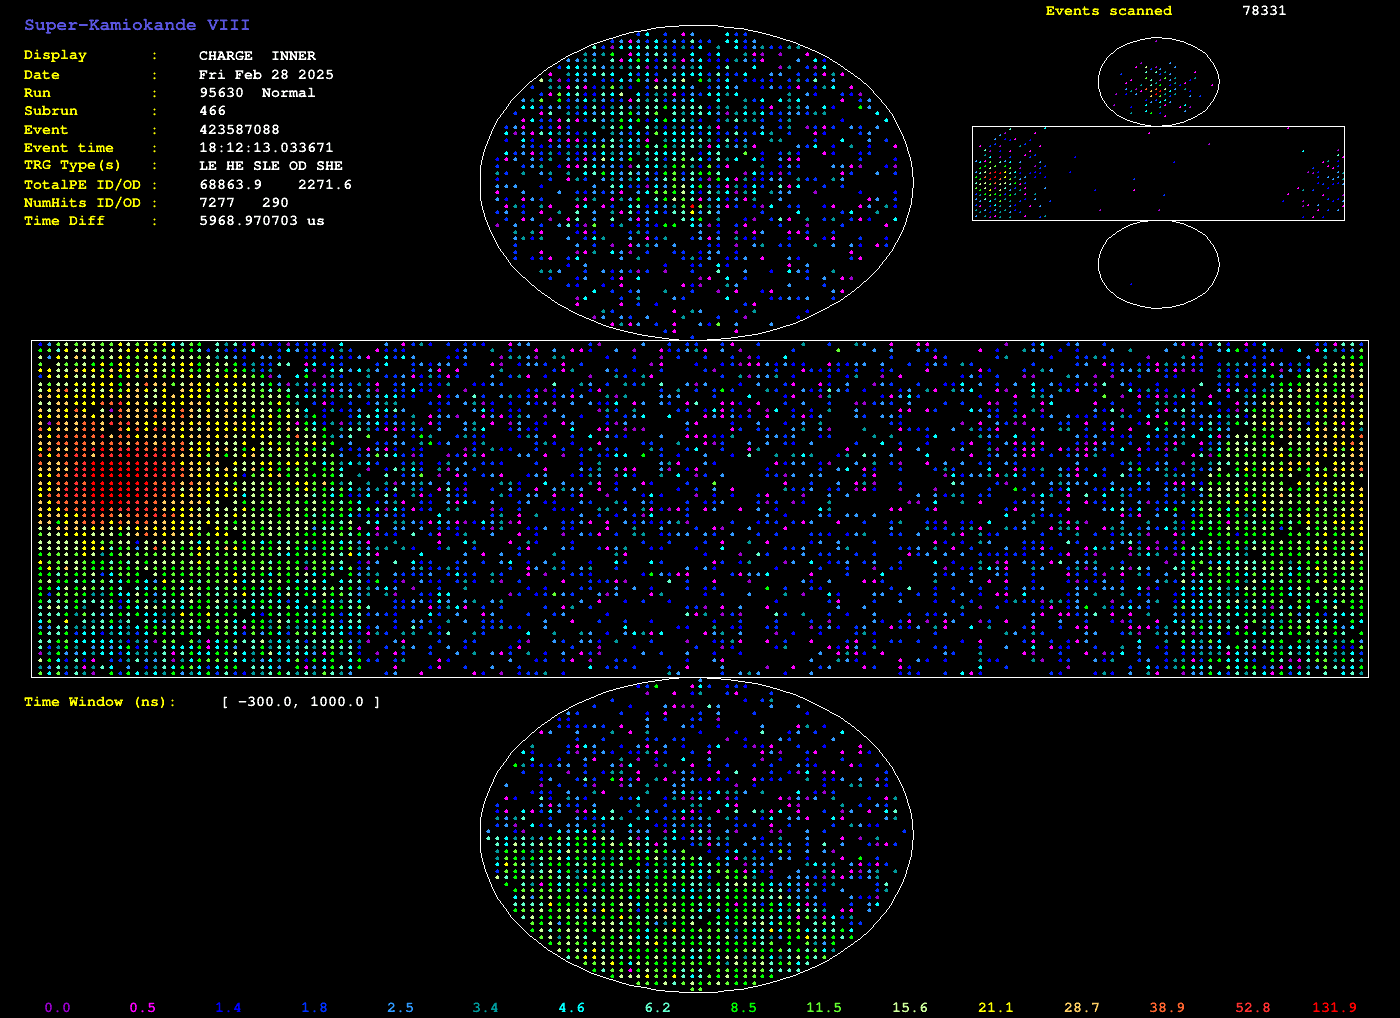 Super-Kamiokande VIII
Events scanned 78331
Display : CHARGE INNER
Date : Fri Feb 28 2025
Run : 95630 Normal
Subrun : 466
Event : 423587088
Event time : 18:12:13.033671
TRG Type(s) : LE HE SLE OD SHE
TotalPE ID/OD : 68863.9 2271.6
NumHits ID/OD : 7277 290
Time Diff : 5968.970703 us
Time Window (ns): [ -300.0, 1000.0 ]
0.0 0.5 1.4 1.8 2.5 3.4 4.6 6.2 8.5 11.5 15.6 21.1 28.7 38.9 52.8 131.9